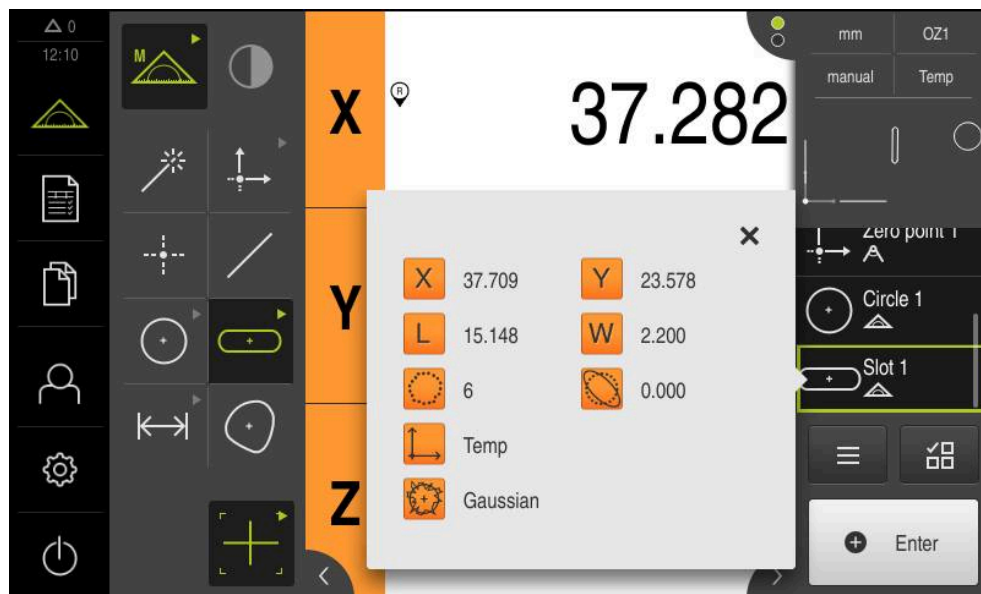 0
12:10
M
X
R
37.282
mm
OZ1
manual
Temp
Y
Z
X 37.709 Y 23.578
L 15.148 W 2.200
6 0.000
Temp
Gaussian
Zero point 1
Circle 1
Slot 1
Enter